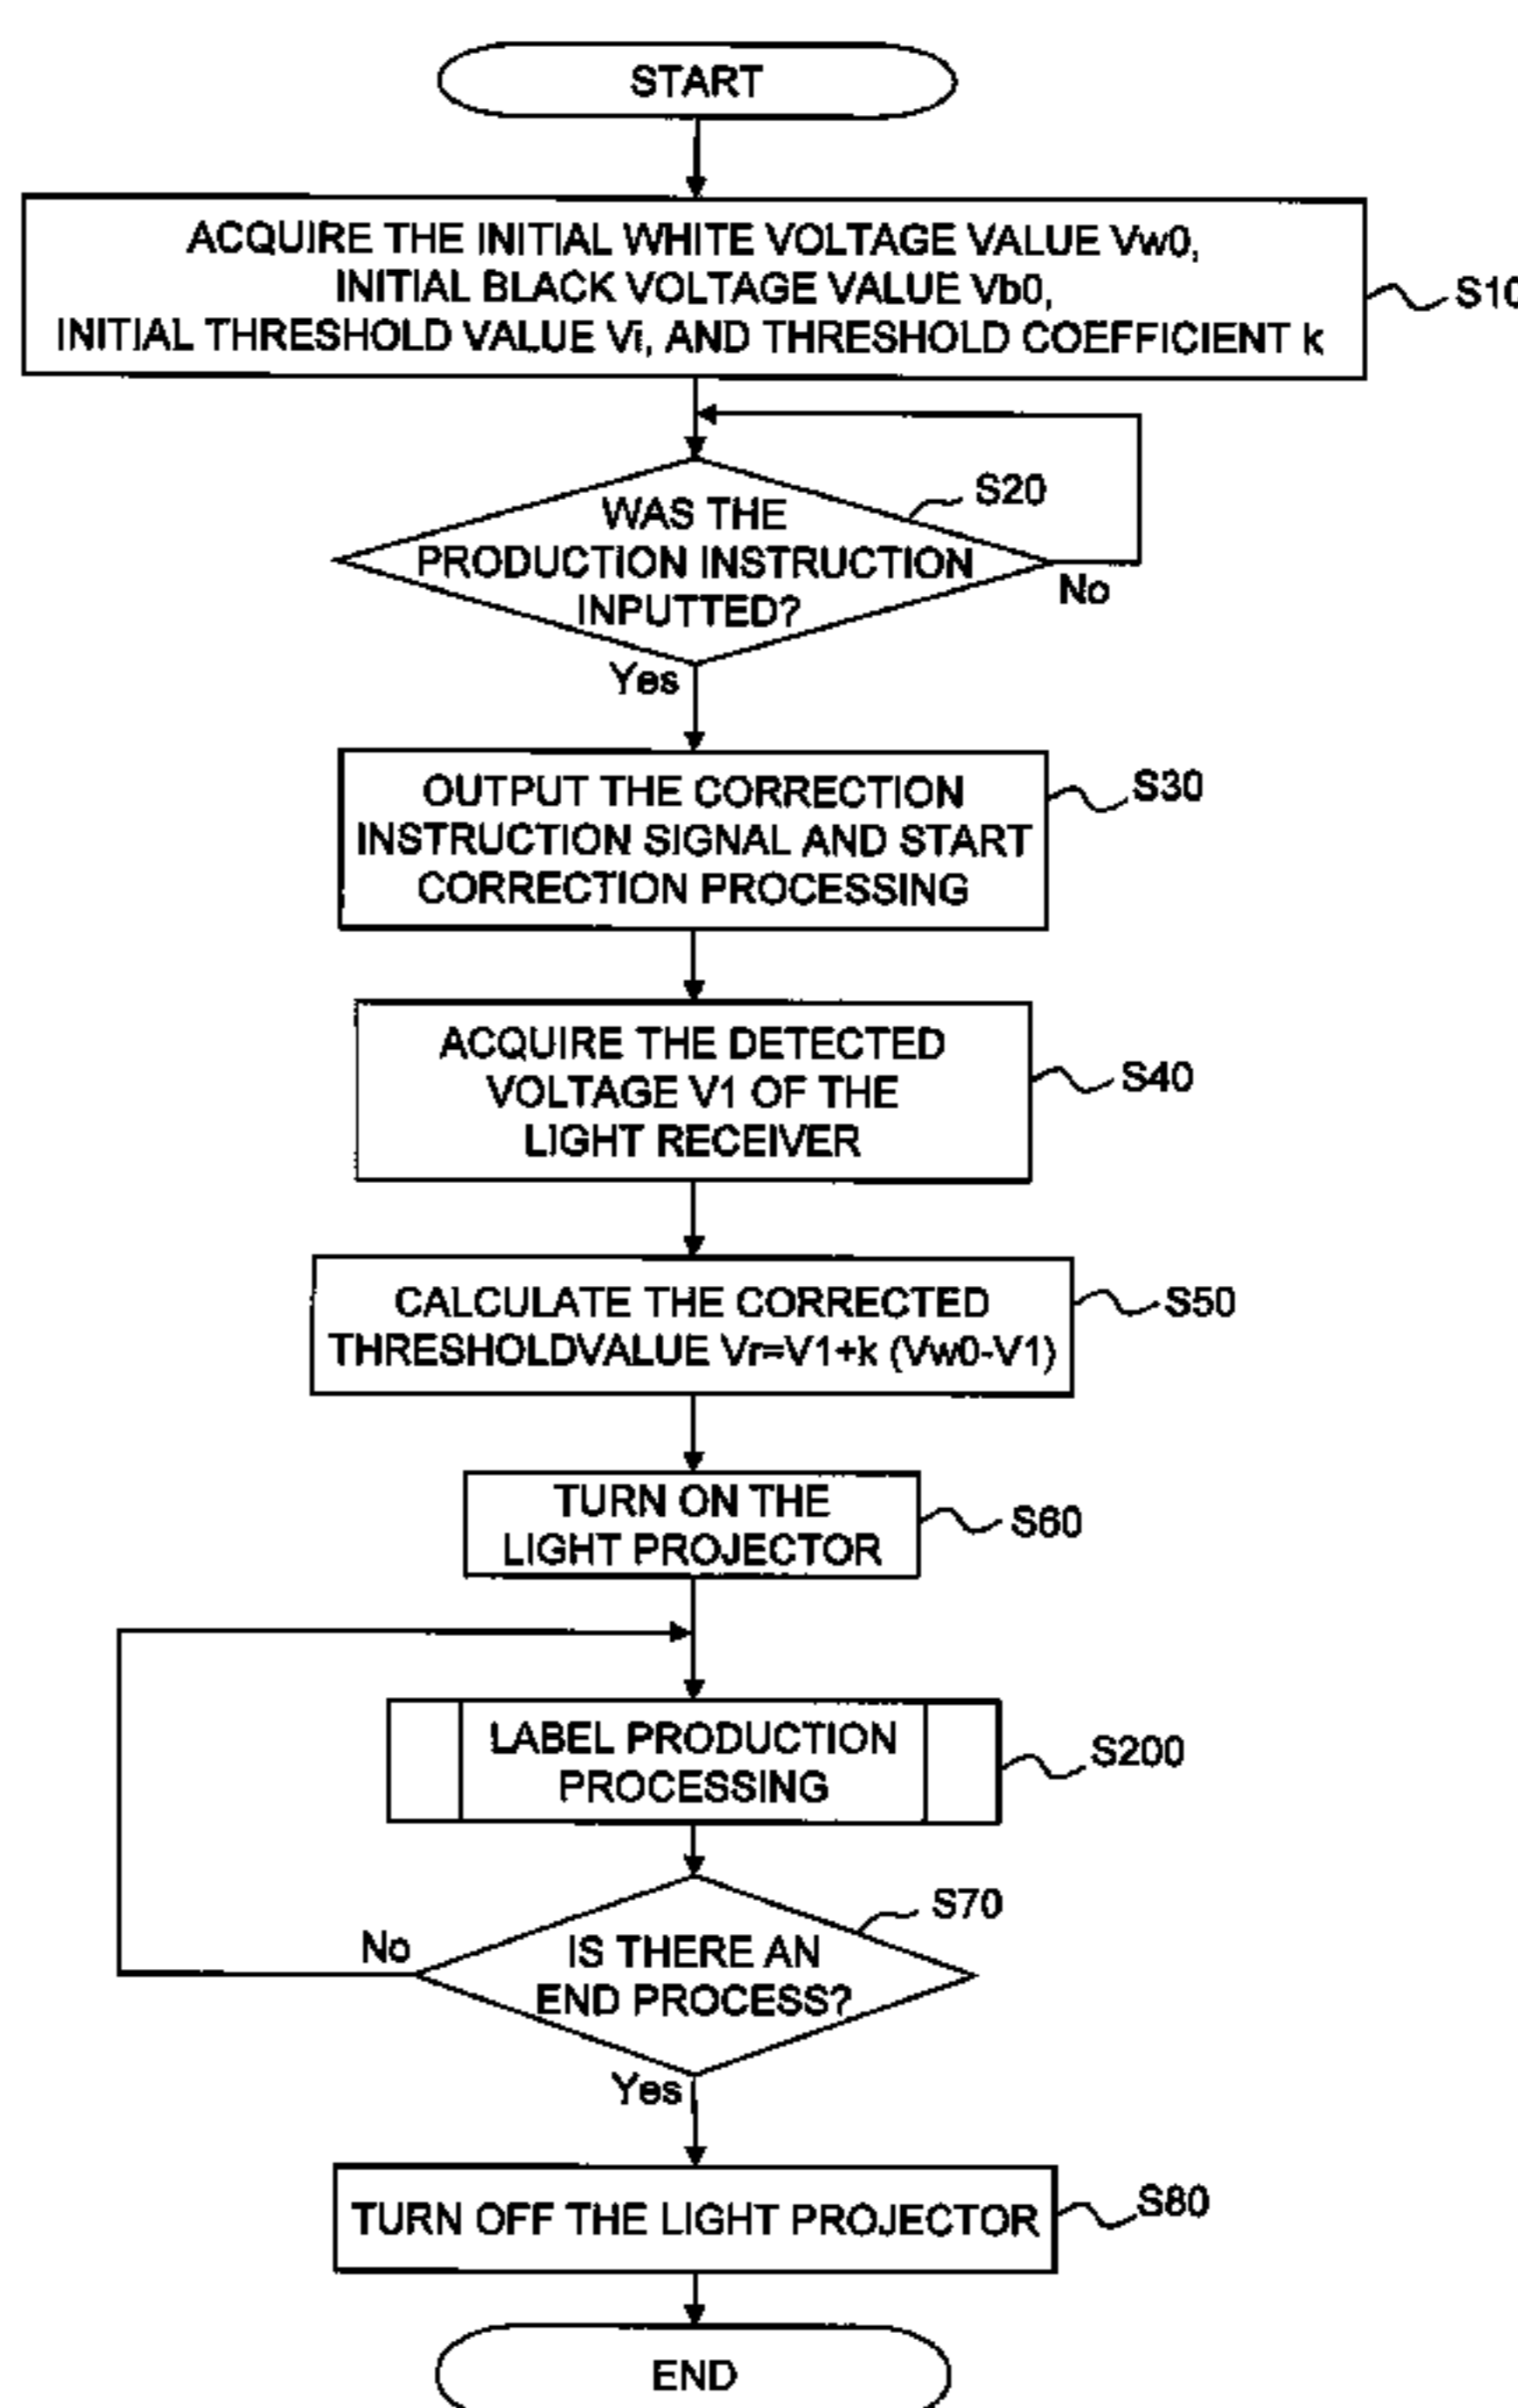 START
ACQUIRE THE INITIAL WHITE VOLTAGE VALUE Vw0,
INITIAL BLACK VOLTAGE VALUE Vb0,
INITIAL THRESHOLD VALUE Vi, AND THRESHOLD COEFFICIENT k
S10
S20
WAS THE
PRODUCTION INSTRUCTION
INPUTTED?
No
Yes
OUTPUT THE CORRECTION
INSTRUCTION SIGNAL AND START
CORRECTION PROCESSING
S30
ACQUIRE THE DETECTED
VOLTAGE V1 OF THE
LIGHT RECEIVER
S40
CALCULATE THE CORRECTED
THRESHOLDVALUE Vr=V1+k (Vw0-V1)
S50
TURN ON THE
LIGHT PROJECTOR
S60
LABEL PRODUCTION
PROCESSING
S200
S70
No
IS THERE AN
END PROCESS?
Yes
TURN OFF THE LIGHT PROJECTOR
S80
END